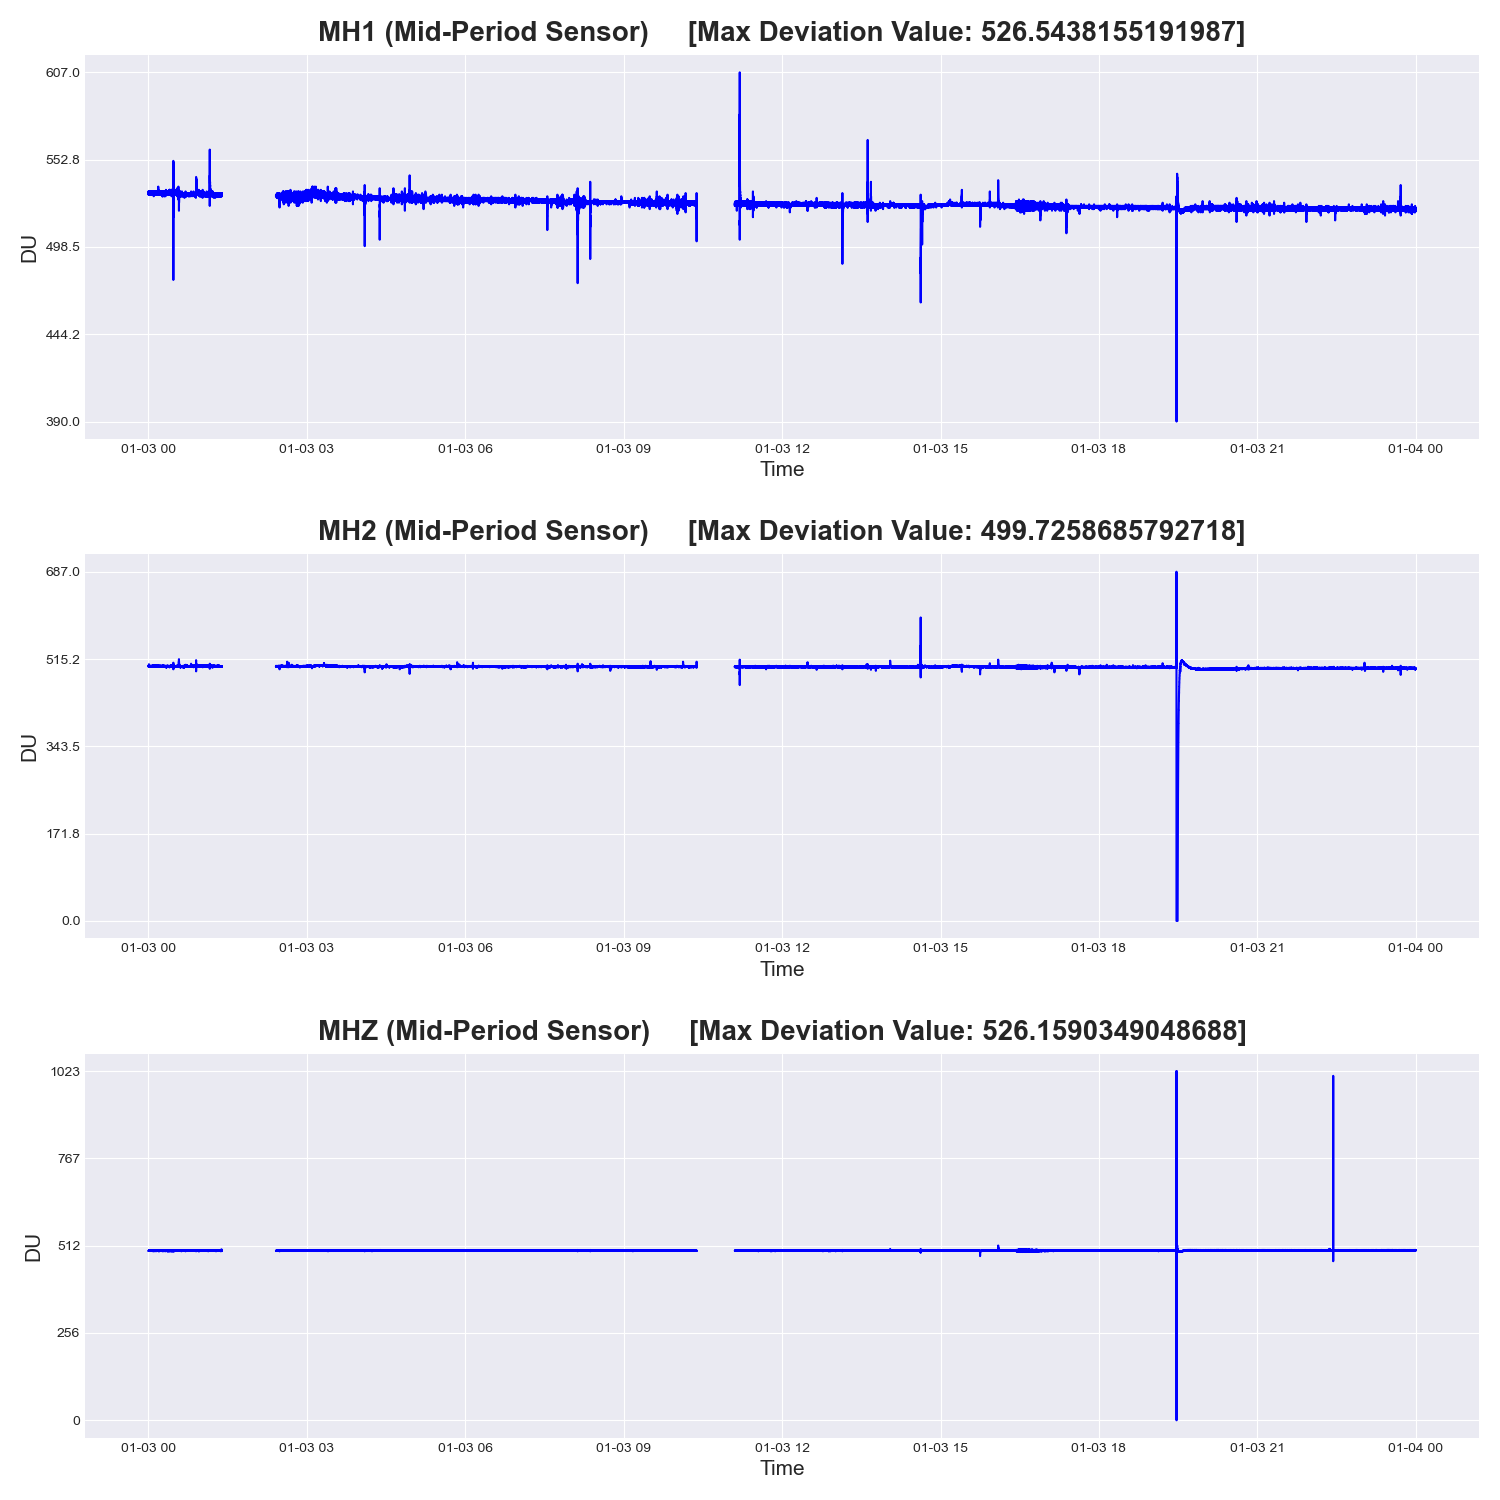 MH1 (Mid-Period Sensor) [Max Deviation Value: 526.5438155191987]
607.0
552.8
498.5
444.2
390.0
DU
01-03 00 01-03 03 01-03 06 01-03 09 01-03 12 01-03 15 01-03 18 01-03 21 01-04 00
Time
MH2 (Mid-Period Sensor) [Max Deviation Value: 499.7258685792718]
687.0
515.2
343.5
171.8
0.0
DU
01-03 00 01-03 03 01-03 06 01-03 09 01-03 12 01-03 15 01-03 18 01-03 21 01-04 00
Time
MHZ (Mid-Period Sensor) [Max Deviation Value: 526.1590349048688]
1023
767
512
256
0
DU
01-03 00 01-03 03 01-03 06 01-03 09 01-03 12 01-03 15 01-03 18 01-03 21 01-04 00
Time